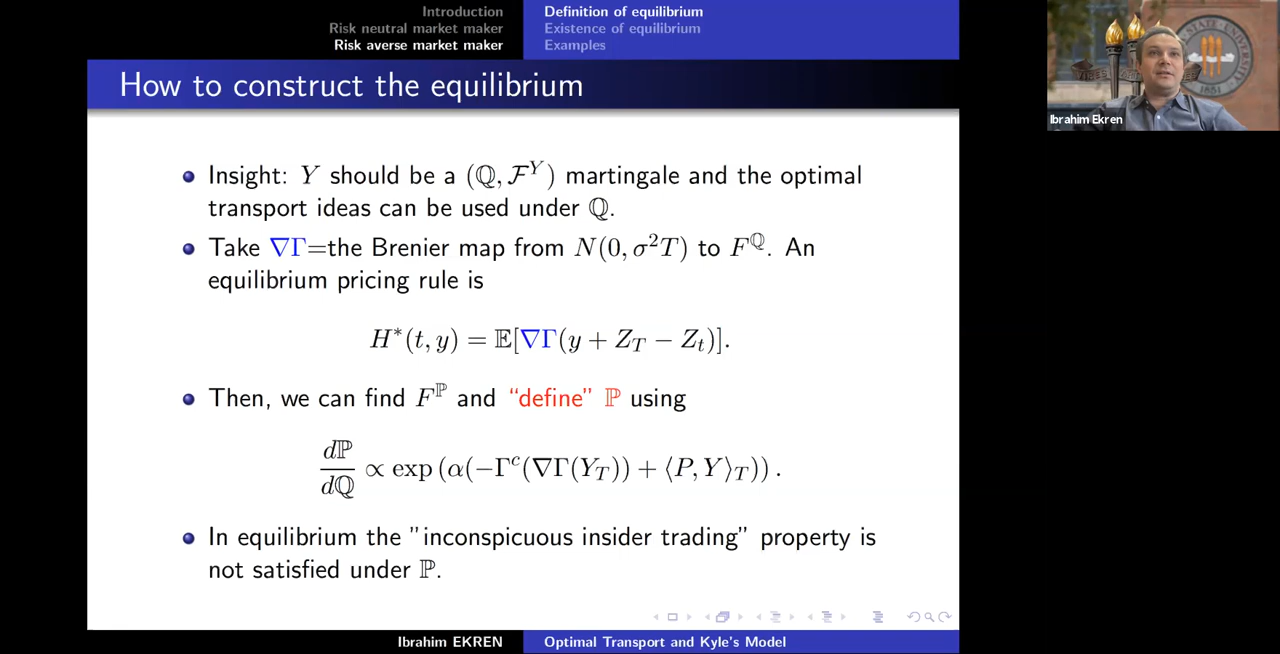 Introduction
Risk neutral market maker
Risk averse market maker
Definition of equilibrium
Existence of equilibrium
Examples
How to construct the equilibrium
Insight: Y should be a (ℚ, ℱ^Y) martingale and the optimal
transport ideas can be used under ℚ.
Take ∇Γ=the Brenier map from N(0, σ²T) to F^ℚ. An
equilibrium pricing rule is
H*(t, y) = 𝔼[∇Γ(y + Z_T − Z_t)].
Then, we can find F^ℙ and “define” ℙ using
dℙ/dℚ ∝ exp (α(−Γ^c(∇Γ(Y_T)) + ⟨P, Y⟩_T)) .
In equilibrium the ”inconspicuous insider trading” property is
not satisfied under ℙ.
Ibrahim EKREN
Optimal Transport and Kyle's Model
Ibrahim Ekren
STATE UNIVERSITY
1851